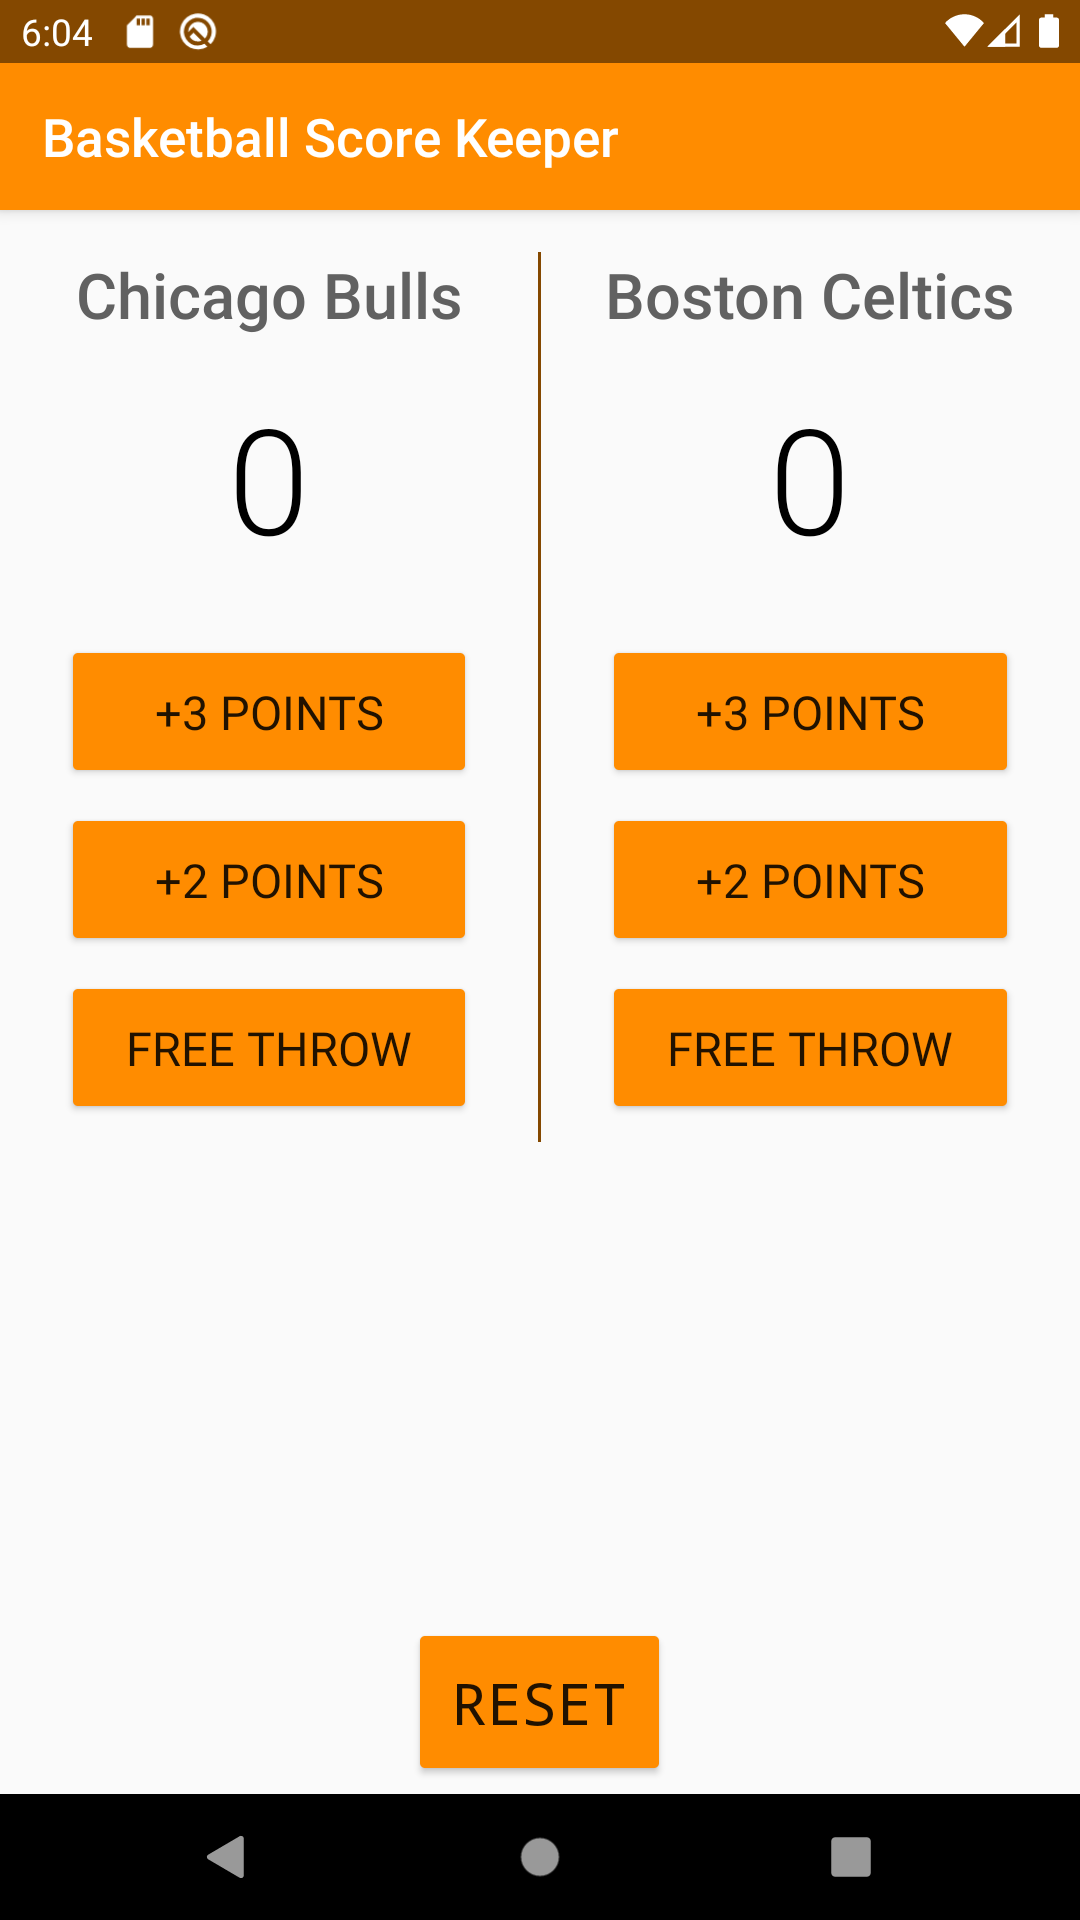 6:04
Basketball Score Keeper
Chicago Bulls
Boston Celtics
0
0
+3 POINTS
+3 POINTS
+2 POINTS
+2 POINTS
FREE THROW
FREE THROW
RESET